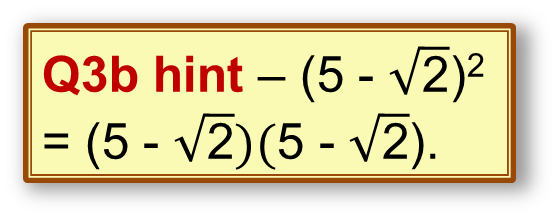 Q3b hint – (5 - √2)²
= (5 - √2)(5 - √2).